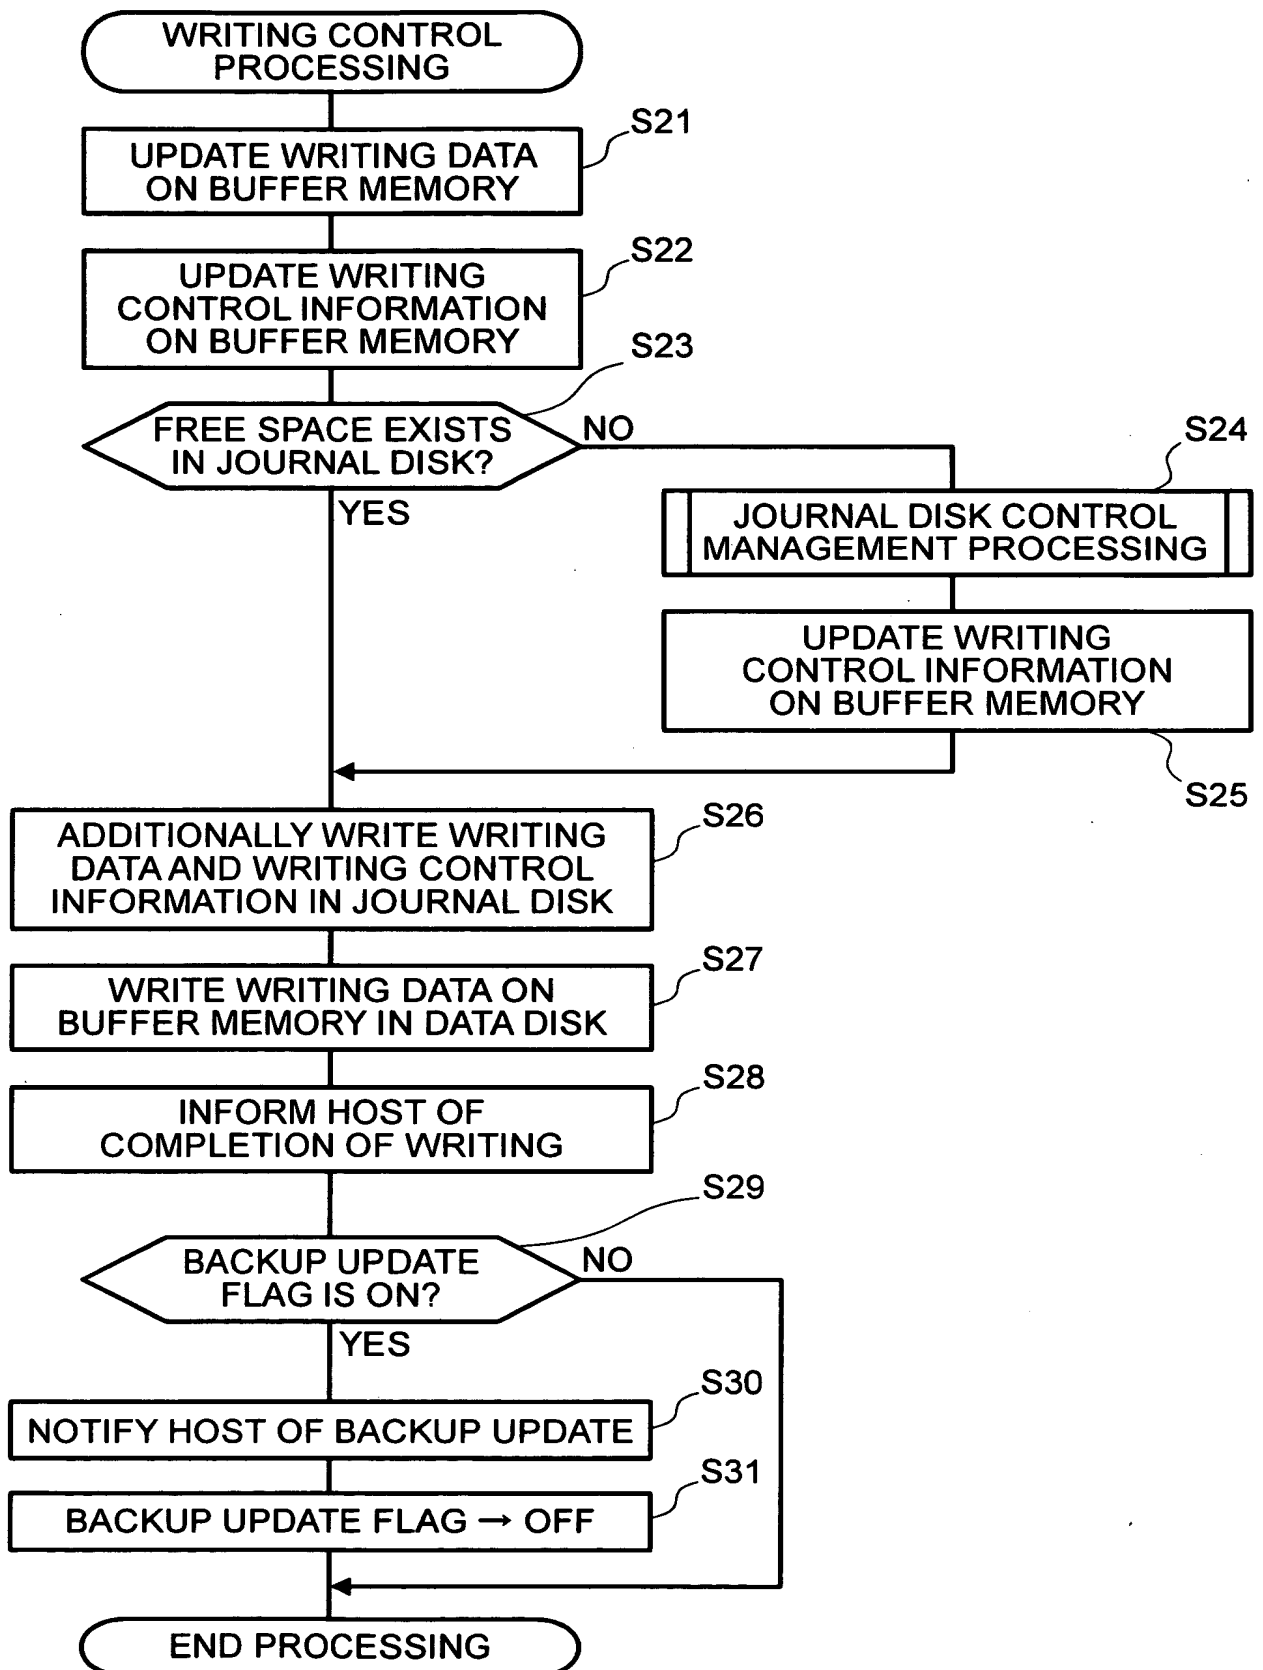 WRITING CONTROL
PROCESSING
S21
UPDATE WRITING DATA
ON BUFFER MEMORY
S22
UPDATE WRITING
CONTROL INFORMATION
ON BUFFER MEMORY
S23
FREE SPACE EXISTS
IN JOURNAL DISK?
NO
YES
S24
JOURNAL DISK CONTROL
MANAGEMENT PROCESSING
UPDATE WRITING
CONTROL INFORMATION
ON BUFFER MEMORY
S25
S26
ADDITIONALLY WRITE WRITING
DATA AND WRITING CONTROL
INFORMATION IN JOURNAL DISK
S27
WRITE WRITING DATA ON
BUFFER MEMORY IN DATA DISK
S28
INFORM HOST OF
COMPLETION OF WRITING
S29
BACKUP UPDATE
FLAG IS ON?
NO
YES
S30
NOTIFY HOST OF BACKUP UPDATE
S31
BACKUP UPDATE FLAG → OFF
END PROCESSING